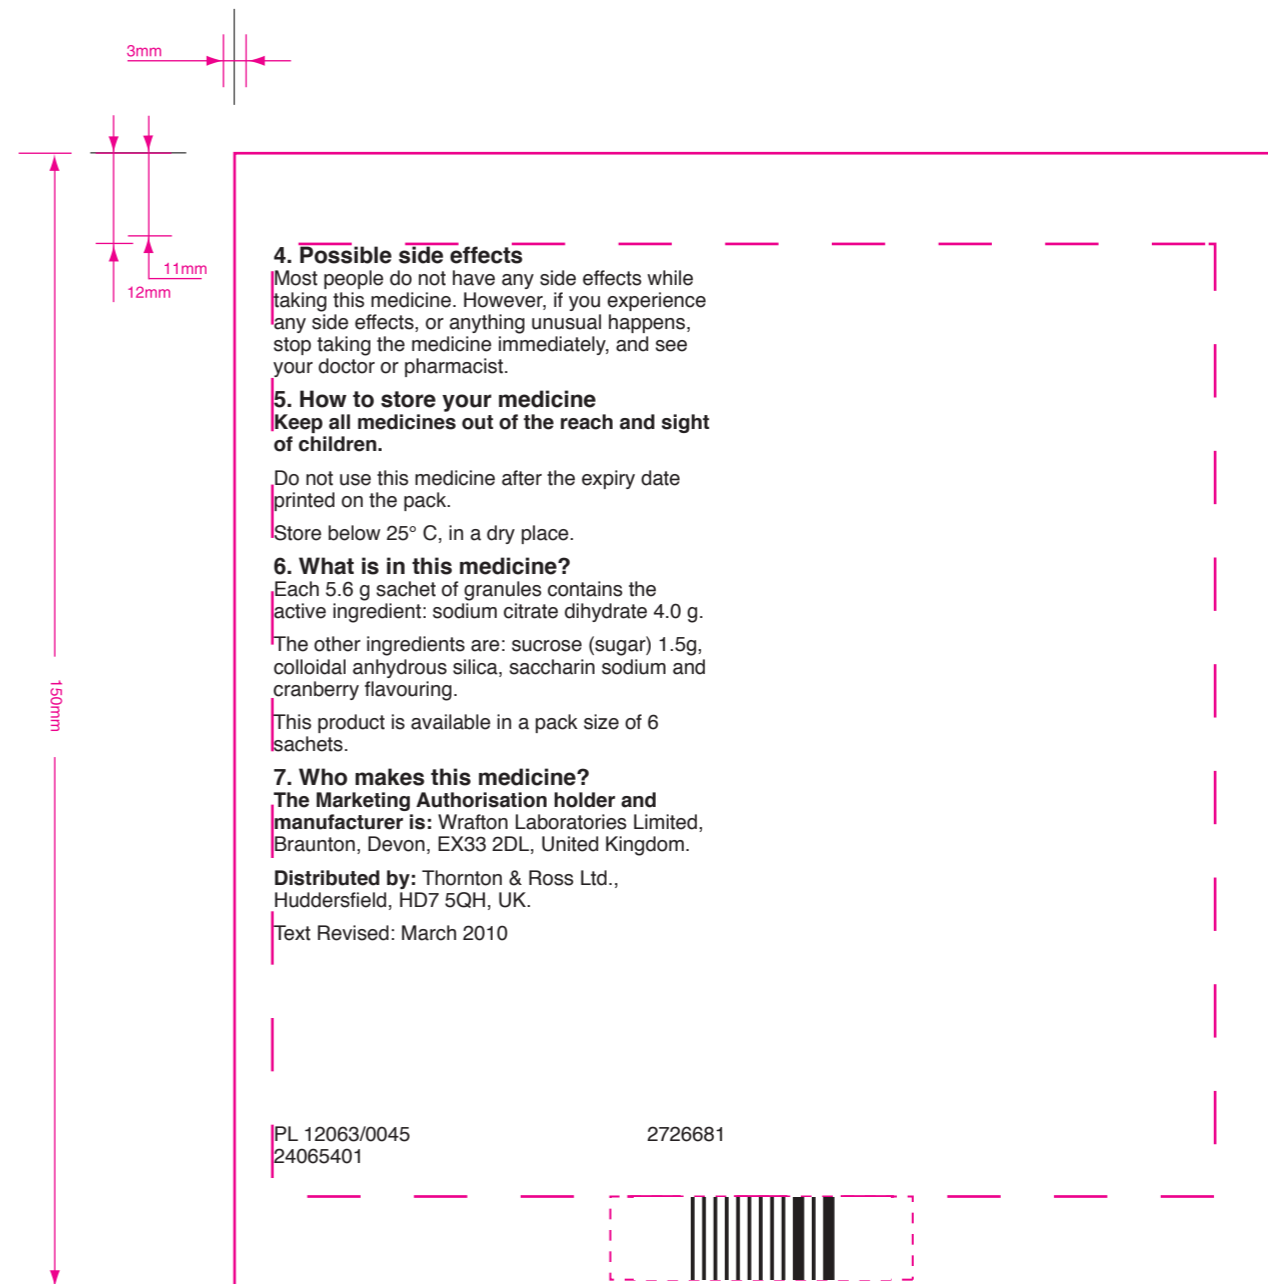 3mm
11mm
12mm
150mm
4. Possible side effects
Most people do not have any side effects while
taking this medicine. However, if you experience
any side effects, or anything unusual happens,
stop taking the medicine immediately, and see
your doctor or pharmacist.
5. How to store your medicine
Keep all medicines out of the reach and sight
of children.
Do not use this medicine after the expiry date
printed on the pack.
Store below 25° C, in a dry place.
6. What is in this medicine?
Each 5.6 g sachet of granules contains the
active ingredient: sodium citrate dihydrate 4.0 g.
The other ingredients are: sucrose (sugar) 1.5g,
colloidal anhydrous silica, saccharin sodium and
cranberry flavouring.
This product is available in a pack size of 6
sachets.
7. Who makes this medicine?
The Marketing Authorisation holder and
manufacturer is: Wrafton Laboratories Limited,
Braunton, Devon, EX33 2DL, United Kingdom.
Distributed by: Thornton & Ross Ltd.,
Huddersfield, HD7 5QH, UK.
Text Revised: March 2010
PL 12063/0045 2726681
24065401